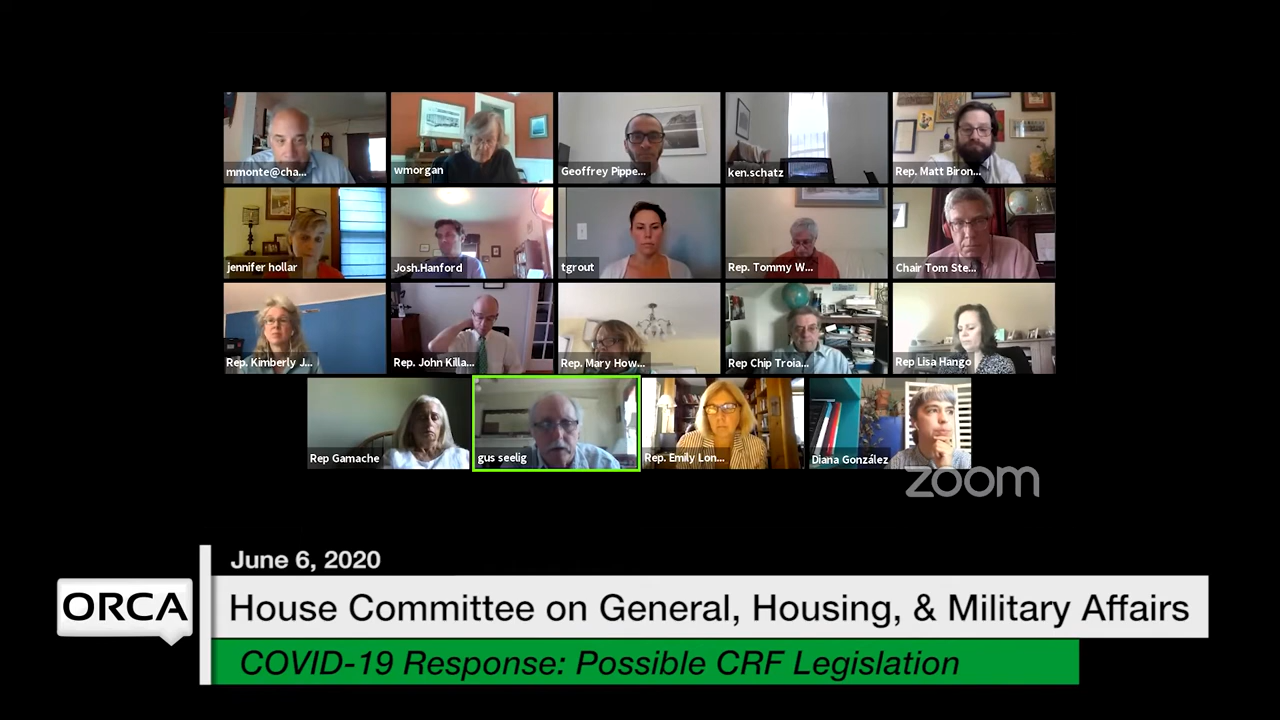 mmonte@cha...
wmorgan
Geoffrey Pippe...
ken.schatz
Rep. Matt Biron...
jennifer hollar
Josh.Hanford
tgrout
Rep. Tommy W...
Chair Tom Ste...
Rep. Kimberly J...
Rep. John Killa...
Rep. Mary How...
Rep Chip Troia...
Rep Lisa Hango
Rep Gamache
gus seelig
Rep. Emily Lon...
Diana González
zoom
June 6, 2020
ORCA
House Committee on General, Housing, & Military Affairs
COVID-19 Response: Possible CRF Legislation